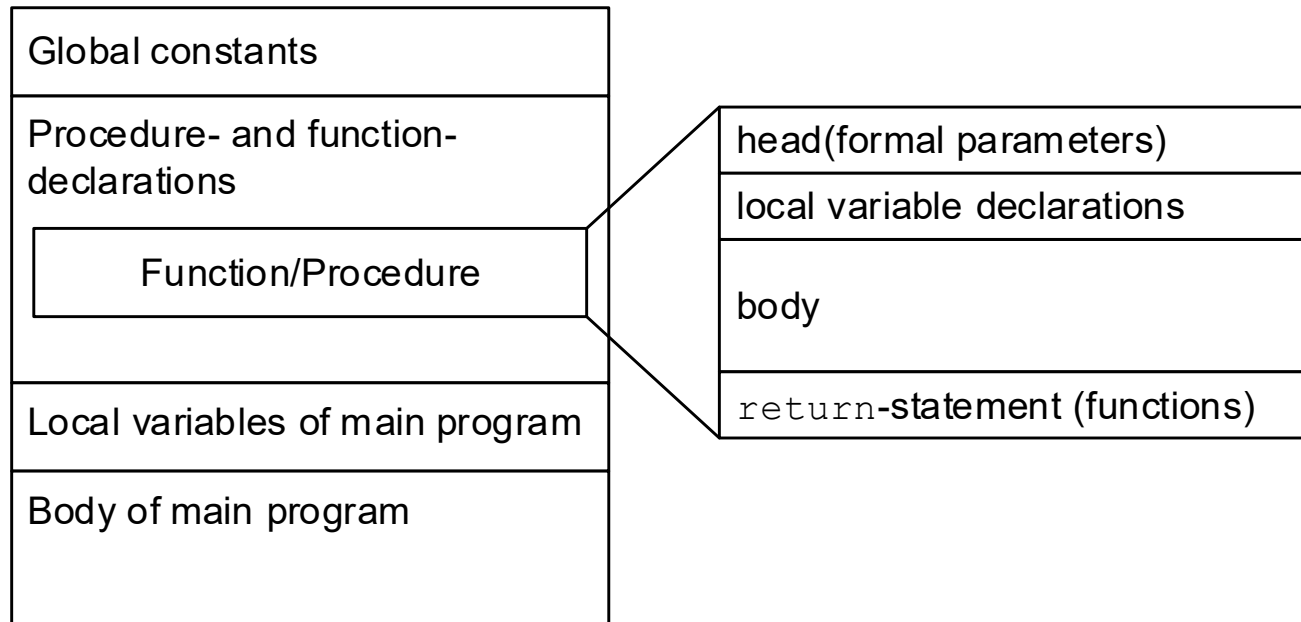 Global constants
Procedure- and function-
declarations
Function/Procedure
Local variables of main program
Body of main program
head(formal parameters)
local variable declarations
body
return-statement (functions)